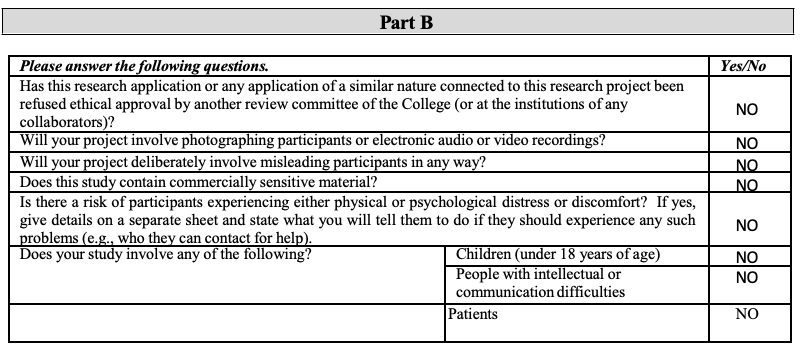 Part B
Please answer the following questions. Yes/No
Has this research application or any application of a similar nature connected to this research project been
refused ethical approval by another review committee of the College (or at the institutions of any
collaborators)? NO
Will your project involve photographing participants or electronic audio or video recordings? NO
Will your project deliberately involve misleading participants in any way? NO
Does this study contain commercially sensitive material? NO
Is there a risk of participants experiencing either physical or psychological distress or discomfort? If yes,
give details on a separate sheet and state what you will tell them to do if they should experience any such
problems (e.g., who they can contact for help). NO
Does your study involve any of the following? Children (under 18 years of age) NO
People with intellectual or
communication difficulties NO
Patients NO